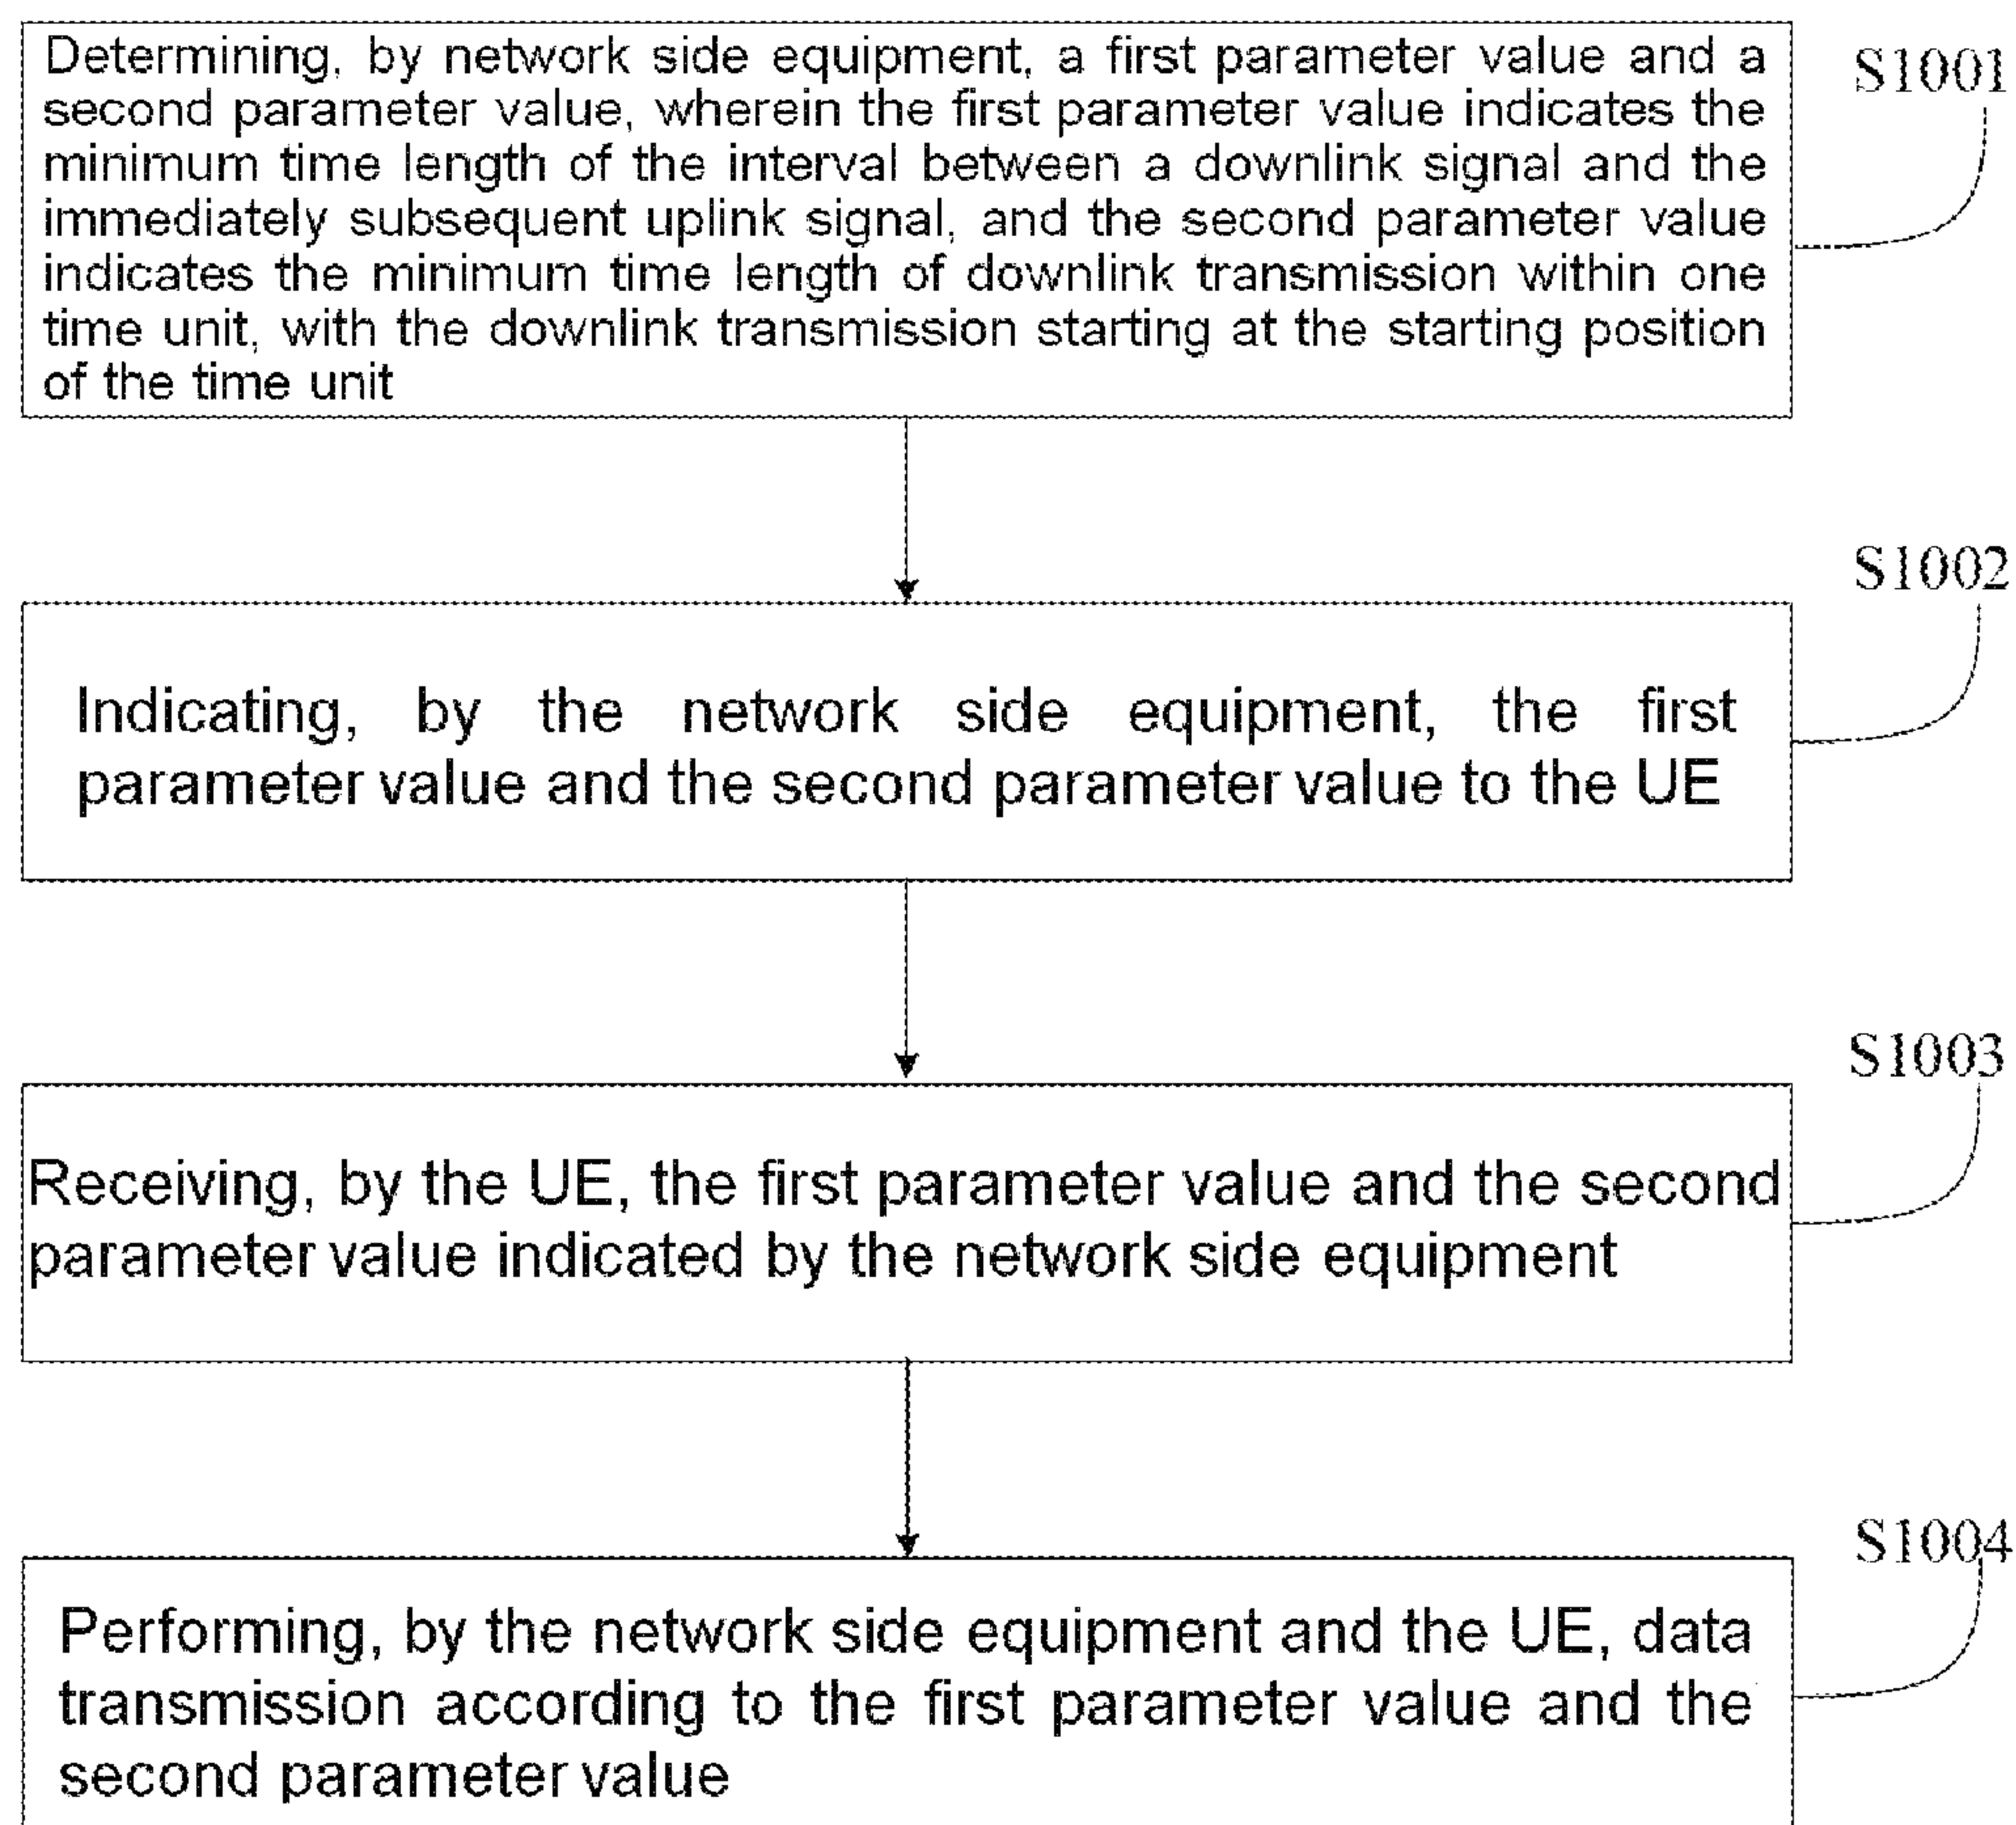 Determining, by network side equipment, a first parameter value and a
second parameter value, wherein the first parameter value indicates the
minimum time length of the interval between a downlink signal and the
immediately subsequent uplink signal, and the second parameter value
indicates the minimum time length of downlink transmission within one
time unit, with the downlink transmission starting at the starting position
of the time unit
S1001
S1002
Indicating, by the network side equipment, the first
parameter value and the second parameter value to the UE
S1003
Receiving, by the UE, the first parameter value and the second
parameter value indicated by the network side equipment
S1004
Performing, by the network side equipment and the UE, data
transmission according to the first parameter value and the
second parameter value